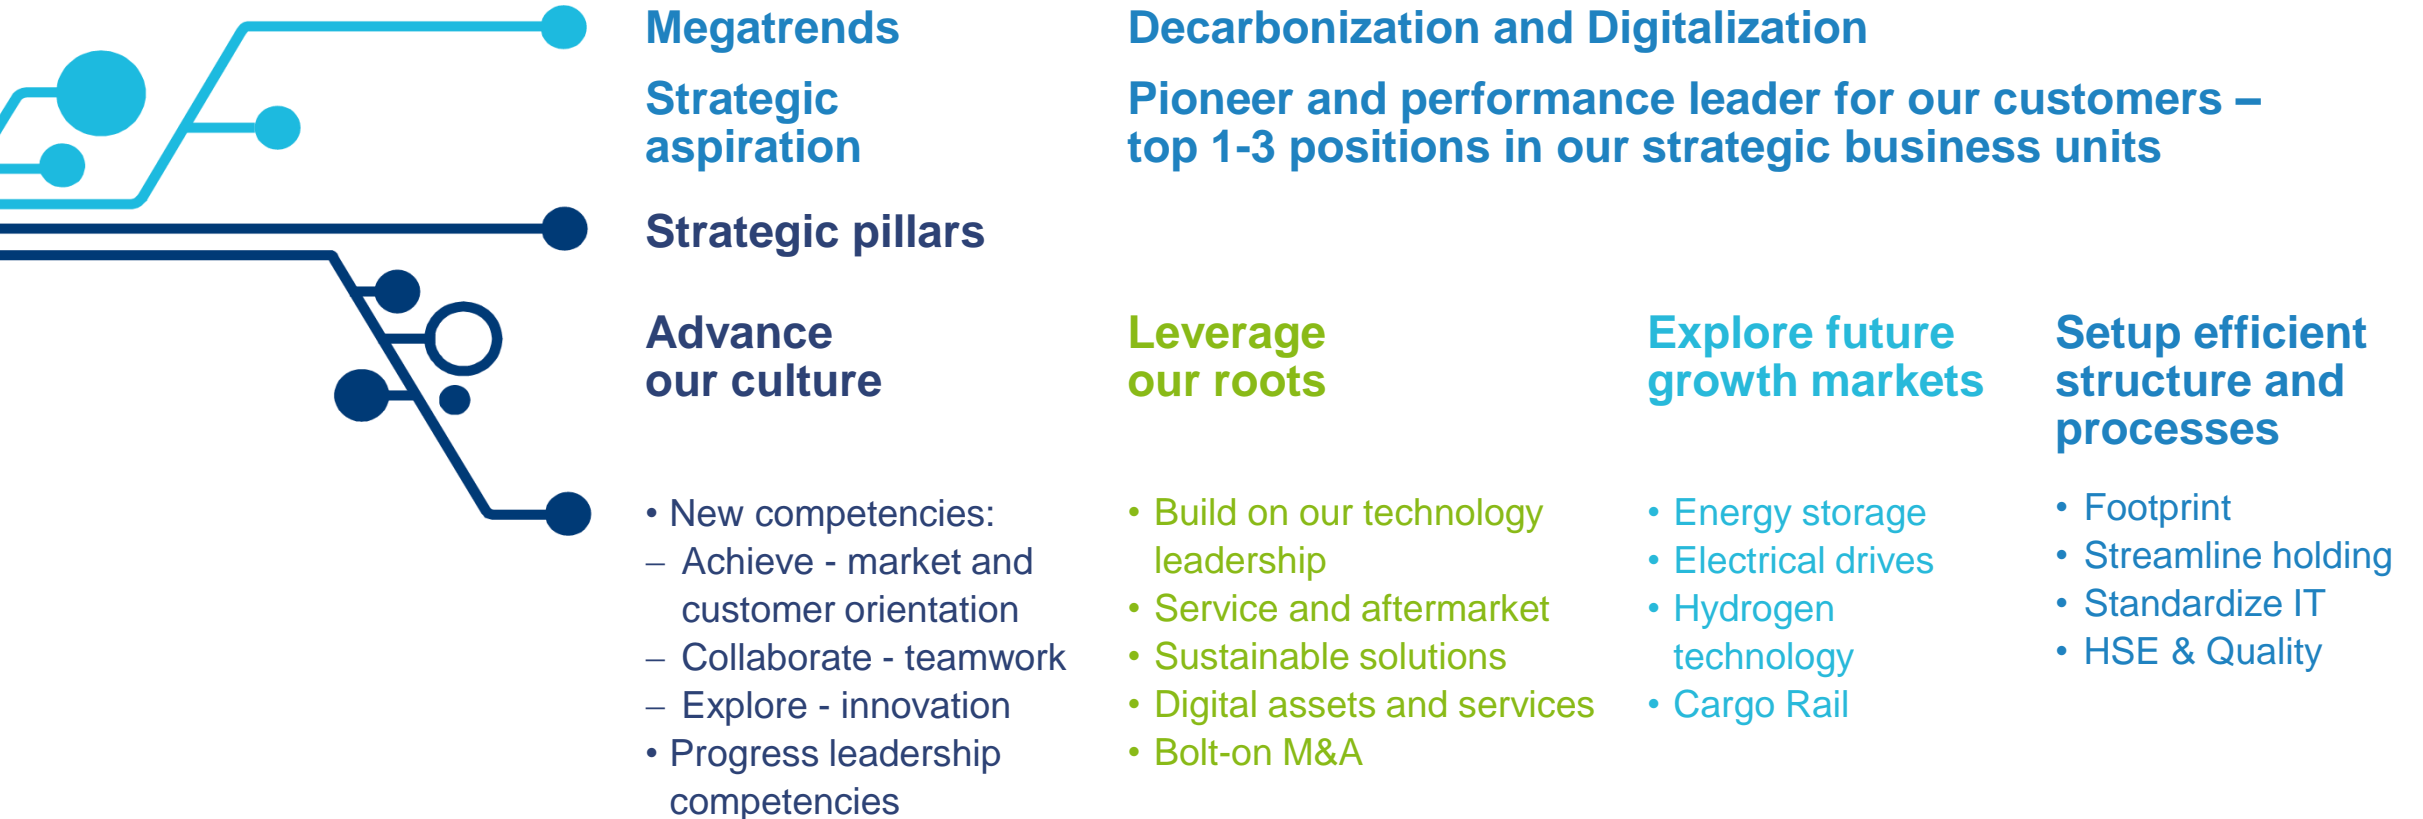 Megatrends
Decarbonization and Digitalization
Strategic
aspiration
Pioneer and performance leader for our customers –
top 1-3 positions in our strategic business units
Strategic pillars
Advance
our culture
• New competencies:
– Achieve - market and
customer orientation
– Collaborate - teamwork
– Explore - innovation
• Progress leadership
competencies
Leverage
our roots
• Build on our technology
leadership
• Service and aftermarket
• Sustainable solutions
• Digital assets and services
• Bolt-on M&A
Explore future
growth markets
• Energy storage
• Electrical drives
• Hydrogen
technology
• Cargo Rail
Setup efficient
structure and
processes
• Footprint
• Streamline holding
• Standardize IT
• HSE & Quality